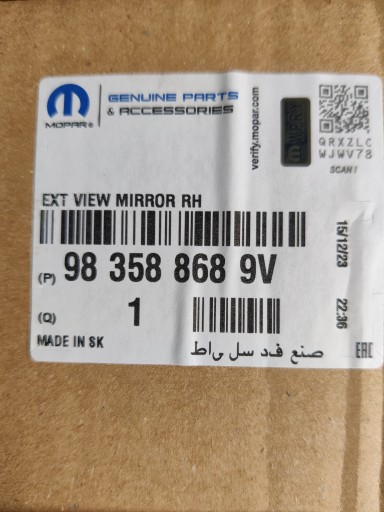 MOPAR®
GENUINE PARTS
& ACCESSORIES
verify.mopar.com
MOPAR
QRXZLC
WJWV78
SCAN!
EXT VIEW MIRROR RH
15/12/23
(P) 98 358 868 9V
22:36
(Q) 1
MADE IN SK
صنع في سلوفاكيا
EAC